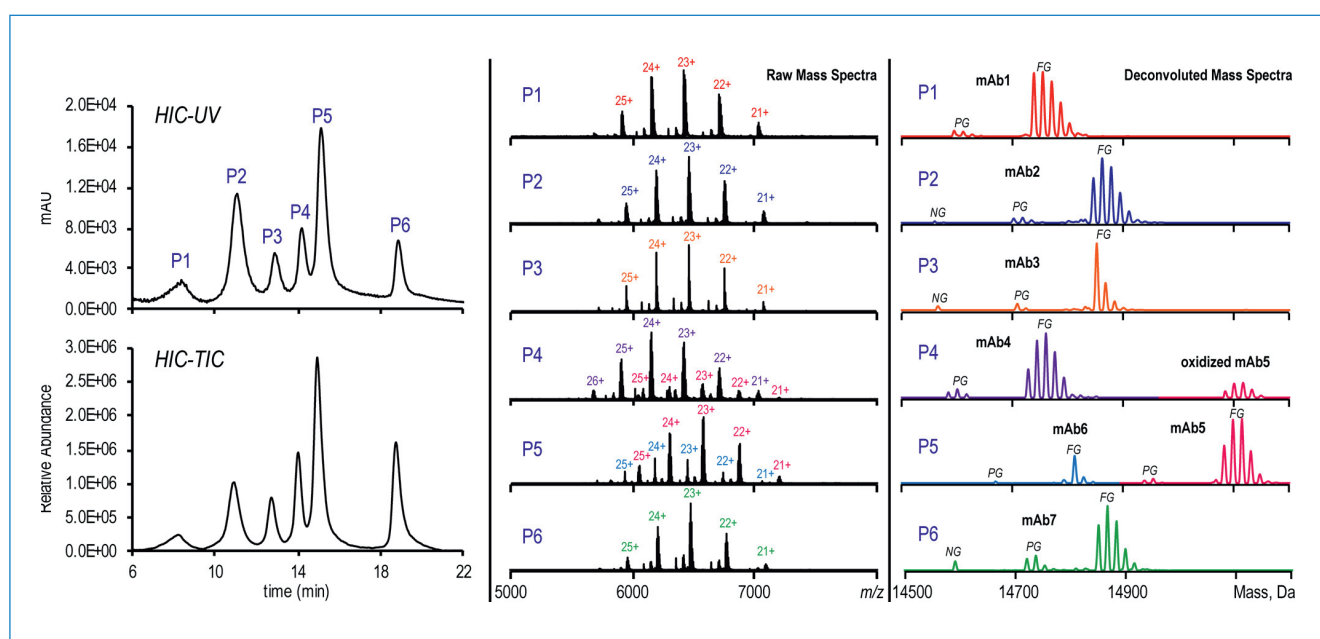 HIC-UV
mAU
2.0E+04
1.6E+04
1.2E+04
8.0E+03
4.0E+03
0.0E+00
P1
P2
P3
P4
P5
P6
HIC-TIC
Relative Abundance
3.0E+06
2.5E+06
2.0E+06
1.5E+06
1.0E+06
5.0E+05
0.0E+00
6 10 14 18 22
time (min)
Raw Mass Spectra
P1
25+ 24+ 23+ 22+ 21+
P2
25+ 24+ 23+ 22+ 21+
P3
25+ 24+ 23+ 22+ 21+
P4
26+ 25+ 25+ 24+ 24+ 23+ 23+ 22+ 22+ 21+ 21+
P5
25+ 25+ 24+ 24+ 23+ 23+ 22+ 22+ 21+ 21+
P6
25+ 24+ 23+ 22+ 21+
5000 6000 7000 m/z
Deconvoluted Mass Spectra
P1
PG mAb1 FG
P2
NG PG mAb2 FG
P3
NG PG mAb3 FG
P4
PG mAb4 FG oxidized mAb5
P5
PG mAb6 FG PG mAb5 FG
P6
NG PG mAb7 FG
14500 14700 14900 Mass, Da